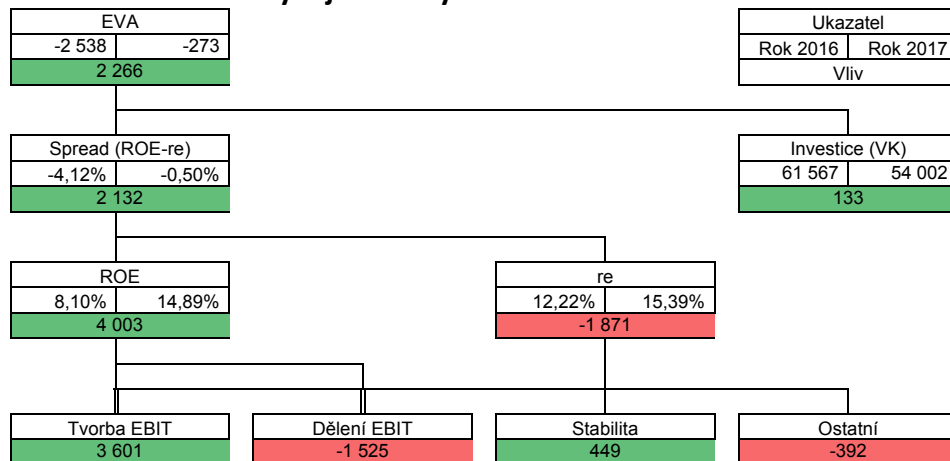 EVA
-2 538 -273
2 266
Ukazatel
Rok 2016 Rok 2017
Vliv
Spread (ROE-re)
-4,12% -0,50%
2 132
Investice (VK)
61 567 54 002
133
ROE
8,10% 14,89%
4 003
re
12,22% 15,39%
-1 871
Tvorba EBIT
3 601
Dělení EBIT
-1 525
Stabilita
449
Ostatní
-392